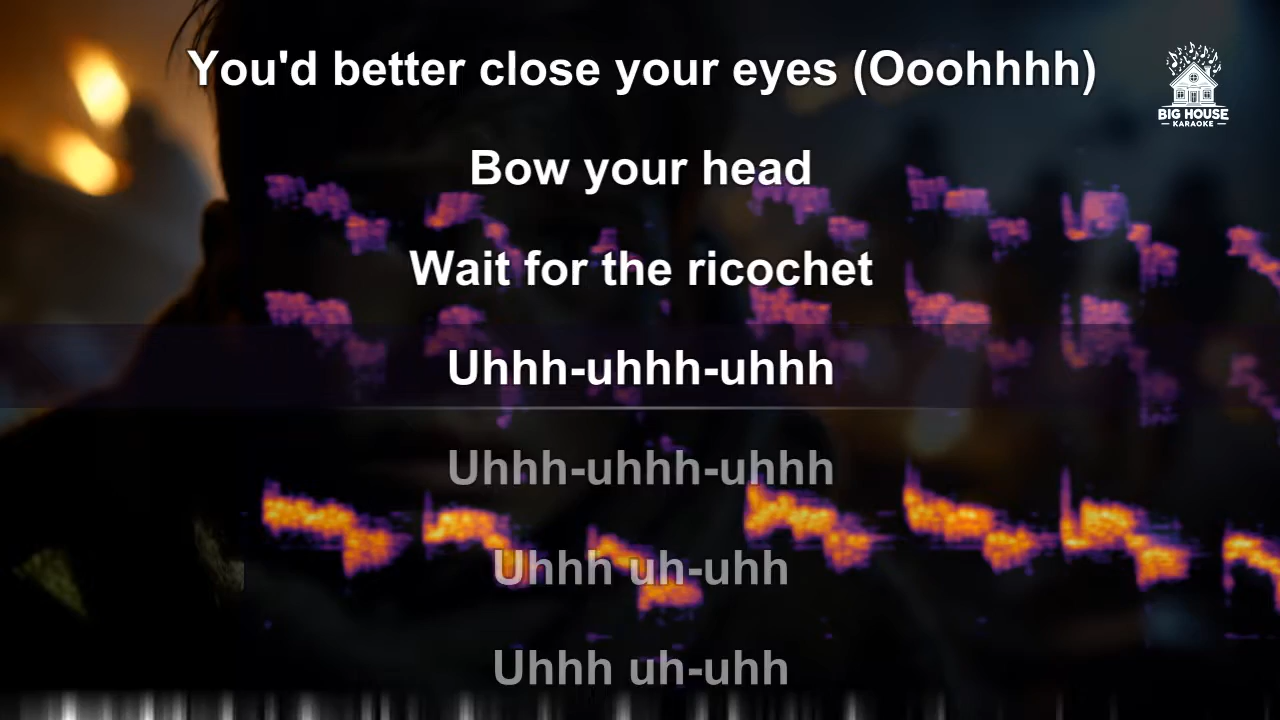 You'd better close your eyes (Ooohhhh)
BIG HOUSE
KARAOKE
Bow your head
Wait for the ricochet
Uhhh-uhhh-uhhh
Uhhh-uhhh-uhhh
Uhhh uh-uhh
Uhhh uh-uhh